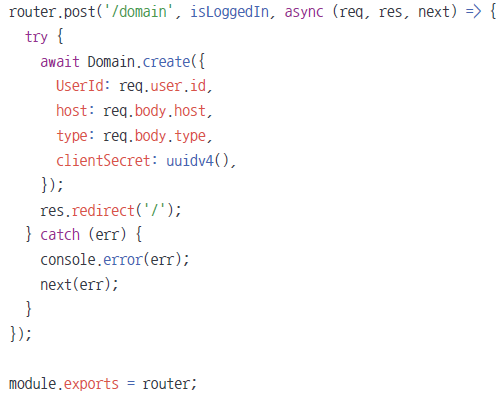 router.post('/domain', isLoggedIn, async (req, res, next) => {
  try {
    await Domain.create({
      UserId: req.user.id,
      host: req.body.host,
      type: req.body.type,
      clientSecret: uuidv4(),
    });
    res.redirect('/');
  } catch (err) {
    console.error(err);
    next(err);
  }
});

module.exports = router;